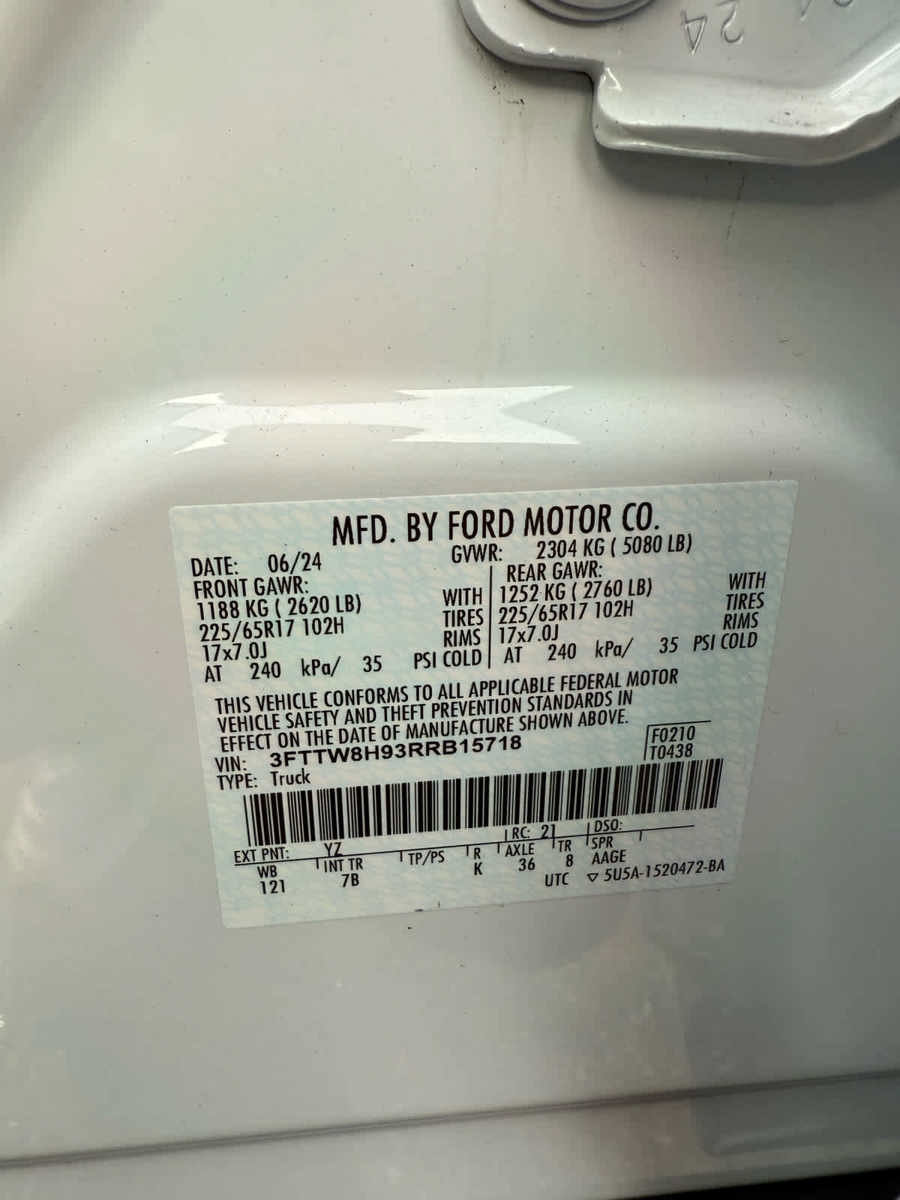 24 24
MFD. BY FORD MOTOR CO.
DATE: 06/24 GVWR: 2304 KG ( 5080 LB)
FRONT GAWR: REAR GAWR:
1188 KG ( 2620 LB) WITH 1252 KG ( 2760 LB) WITH
225/65R17 102H TIRES 225/65R17 102H TIRES
17x7.0J RIMS 17x7.0J RIMS
AT 240 kPa/ 35 PSI COLD AT 240 kPa/ 35 PSI COLD
THIS VEHICLE CONFORMS TO ALL APPLICABLE FEDERAL MOTOR
VEHICLE SAFETY AND THEFT PREVENTION STANDARDS IN
EFFECT ON THE DATE OF MANUFACTURE SHOWN ABOVE.
VIN: 3FTTW8H93RRB15718 F0210
TYPE: Truck T0438
EXT PNT: YZ RC: 21 DSO:
WB INT TR TP/PS R AXLE TR SPR
121 7B K 36 8 AAGE
UTC ▽ 5U5A-1520472-BA